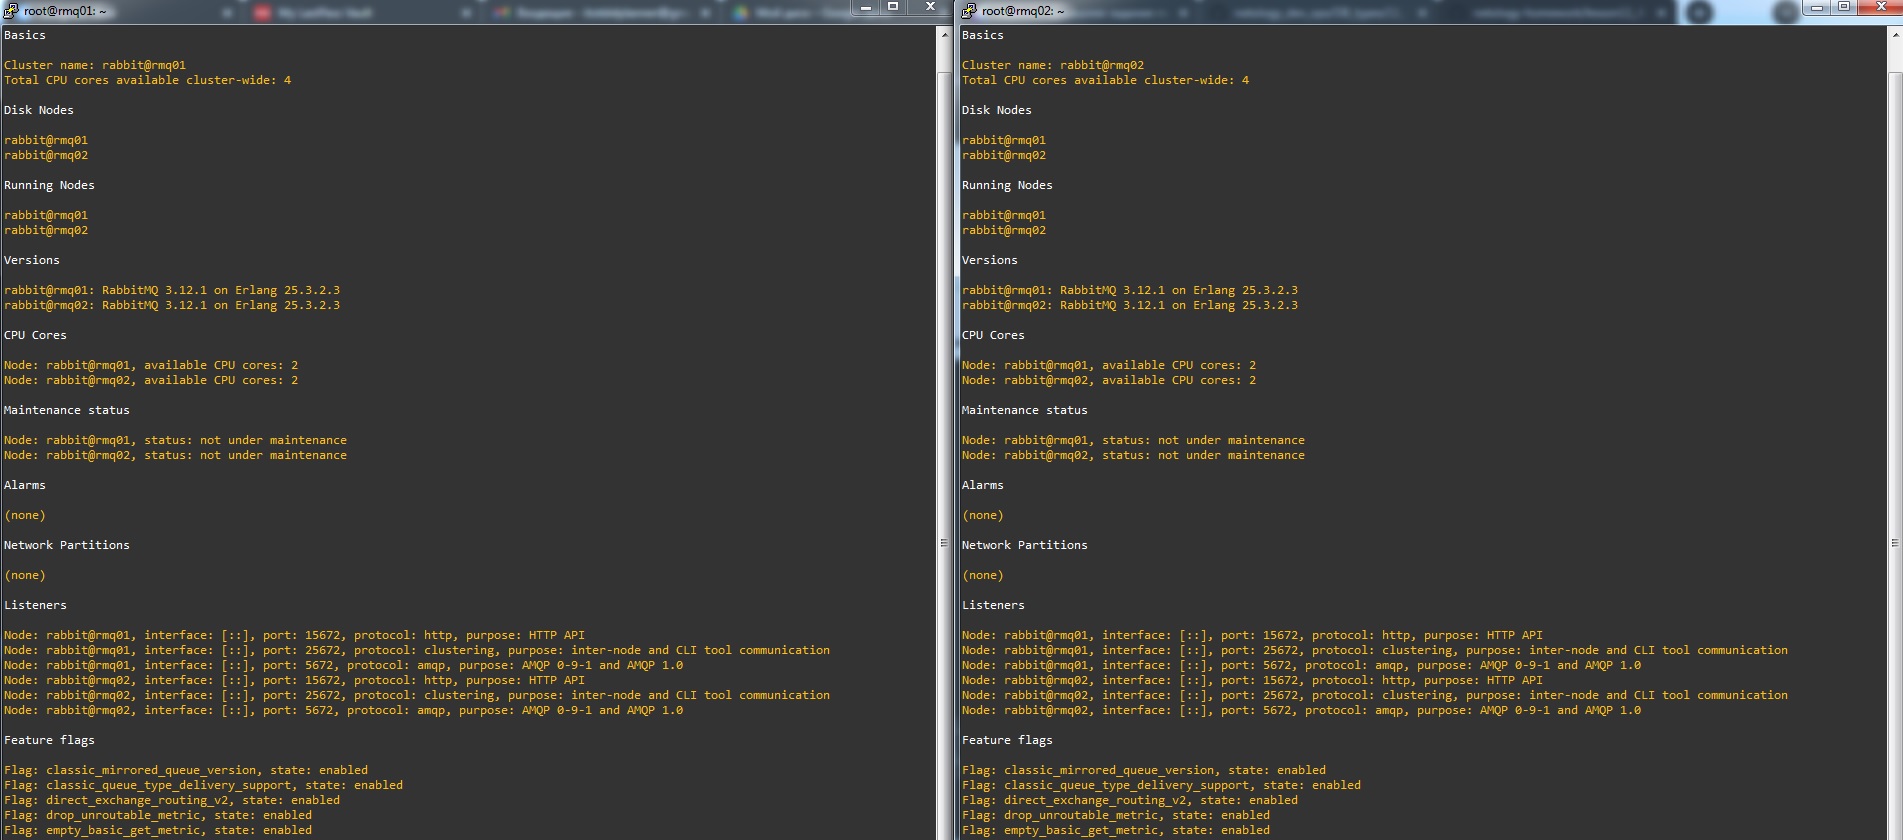 root@rmq01: ~
Basics
Cluster name: rabbit@rmq01
Total CPU cores available cluster-wide: 4
Disk Nodes
rabbit@rmq01
rabbit@rmq02
Running Nodes
rabbit@rmq01
rabbit@rmq02
Versions
rabbit@rmq01: RabbitMQ 3.12.1 on Erlang 25.3.2.3
rabbit@rmq02: RabbitMQ 3.12.1 on Erlang 25.3.2.3
CPU Cores
Node: rabbit@rmq01, available CPU cores: 2
Node: rabbit@rmq02, available CPU cores: 2
Maintenance status
Node: rabbit@rmq01, status: not under maintenance
Node: rabbit@rmq02, status: not under maintenance
Alarms
(none)
Network Partitions
(none)
Listeners
Node: rabbit@rmq01, interface: [::], port: 15672, protocol: http, purpose: HTTP API
Node: rabbit@rmq01, interface: [::], port: 25672, protocol: clustering, purpose: inter-node and CLI tool communication
Node: rabbit@rmq01, interface: [::], port: 5672, protocol: amqp, purpose: AMQP 0-9-1 and AMQP 1.0
Node: rabbit@rmq02, interface: [::], port: 15672, protocol: http, purpose: HTTP API
Node: rabbit@rmq02, interface: [::], port: 25672, protocol: clustering, purpose: inter-node and CLI tool communication
Node: rabbit@rmq02, interface: [::], port: 5672, protocol: amqp, purpose: AMQP 0-9-1 and AMQP 1.0
Feature flags
Flag: classic_mirrored_queue_version, state: enabled
Flag: classic_queue_type_delivery_support, state: enabled
Flag: direct_exchange_routing_v2, state: enabled
Flag: drop_unroutable_metric, state: enabled
Flag: empty_basic_get_metric, state: enabled
root@rmq02: ~
Basics
Cluster name: rabbit@rmq02
Total CPU cores available cluster-wide: 4
Disk Nodes
rabbit@rmq01
rabbit@rmq02
Running Nodes
rabbit@rmq01
rabbit@rmq02
Versions
rabbit@rmq01: RabbitMQ 3.12.1 on Erlang 25.3.2.3
rabbit@rmq02: RabbitMQ 3.12.1 on Erlang 25.3.2.3
CPU Cores
Node: rabbit@rmq01, available CPU cores: 2
Node: rabbit@rmq02, available CPU cores: 2
Maintenance status
Node: rabbit@rmq01, status: not under maintenance
Node: rabbit@rmq02, status: not under maintenance
Alarms
(none)
Network Partitions
(none)
Listeners
Node: rabbit@rmq01, interface: [::], port: 15672, protocol: http, purpose: HTTP API
Node: rabbit@rmq01, interface: [::], port: 25672, protocol: clustering, purpose: inter-node and CLI tool communication
Node: rabbit@rmq01, interface: [::], port: 5672, protocol: amqp, purpose: AMQP 0-9-1 and AMQP 1.0
Node: rabbit@rmq02, interface: [::], port: 15672, protocol: http, purpose: HTTP API
Node: rabbit@rmq02, interface: [::], port: 25672, protocol: clustering, purpose: inter-node and CLI tool communication
Node: rabbit@rmq02, interface: [::], port: 5672, protocol: amqp, purpose: AMQP 0-9-1 and AMQP 1.0
Feature flags
Flag: classic_mirrored_queue_version, state: enabled
Flag: classic_queue_type_delivery_support, state: enabled
Flag: direct_exchange_routing_v2, state: enabled
Flag: drop_unroutable_metric, state: enabled
Flag: empty_basic_get_metric, state: enabled